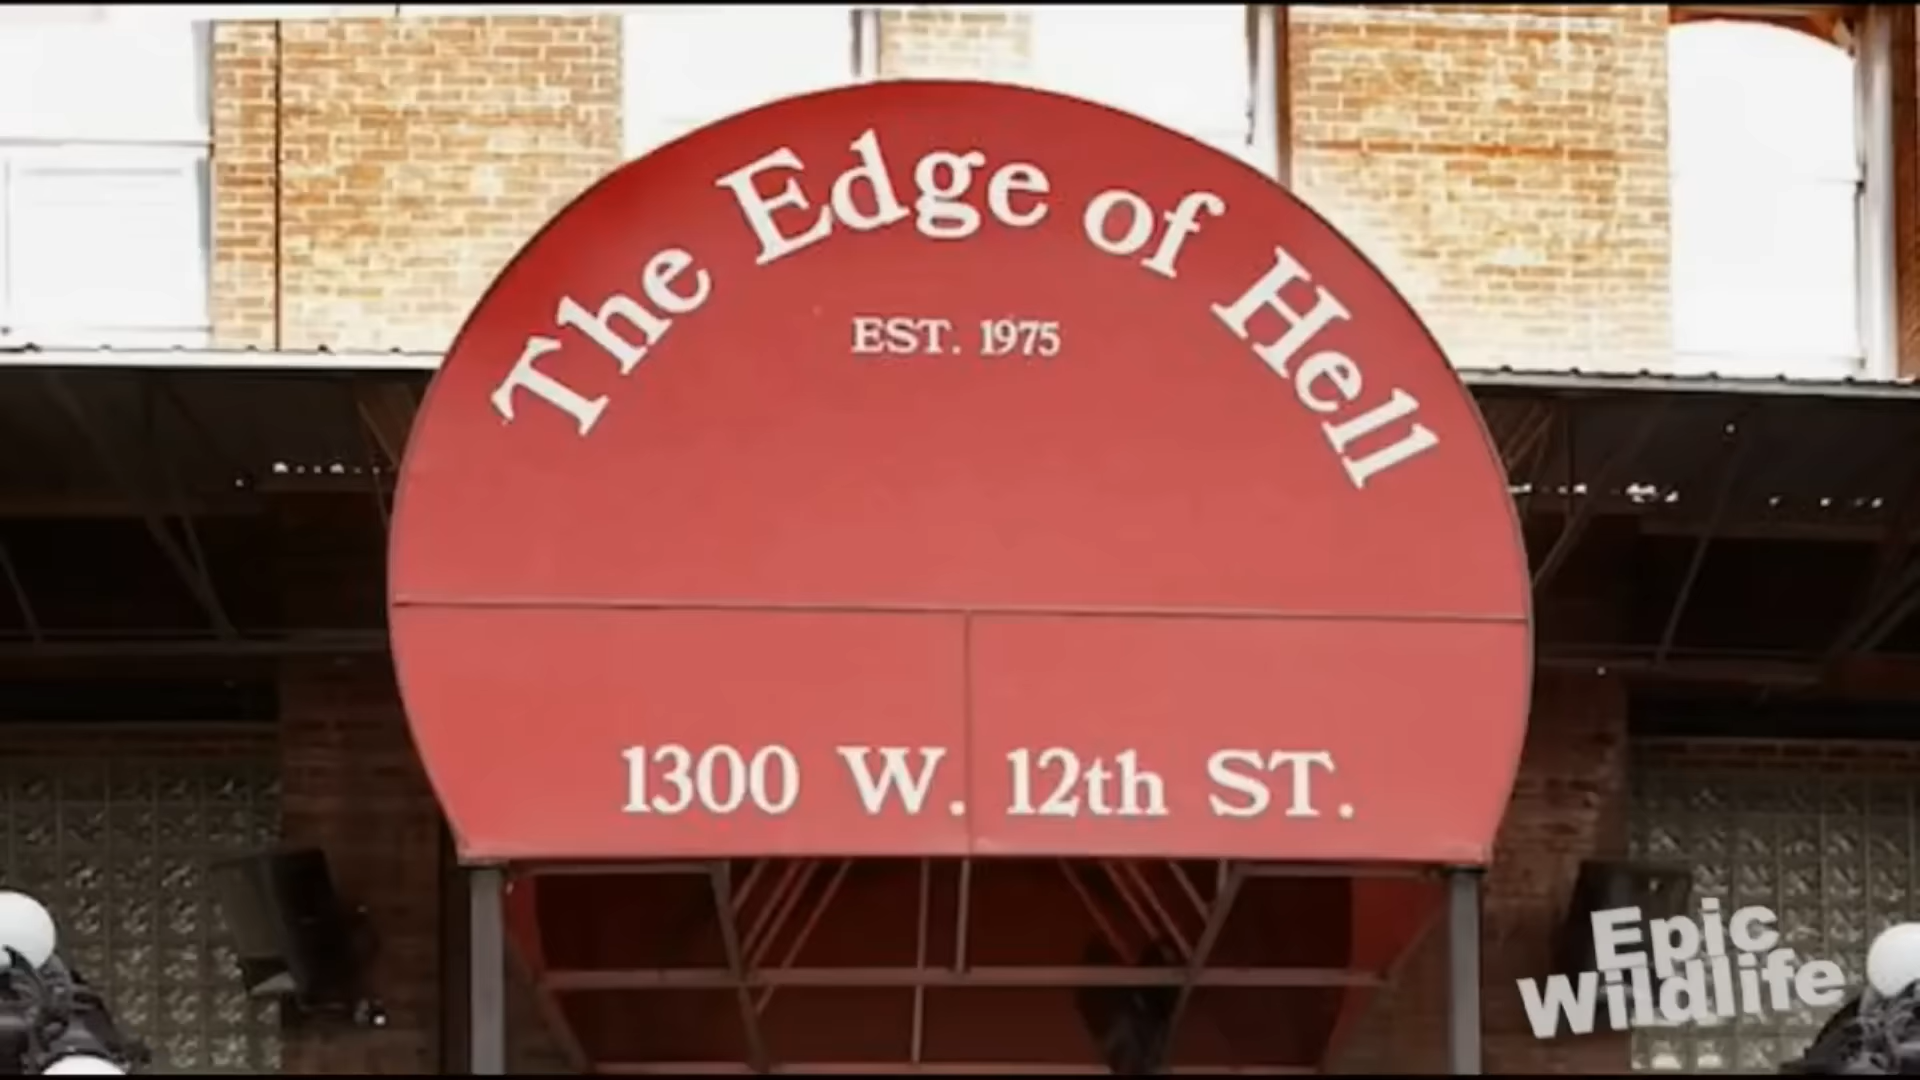 The Edge of Hell
EST. 1975
1300 W. 12th ST.
Epic
Wildlife